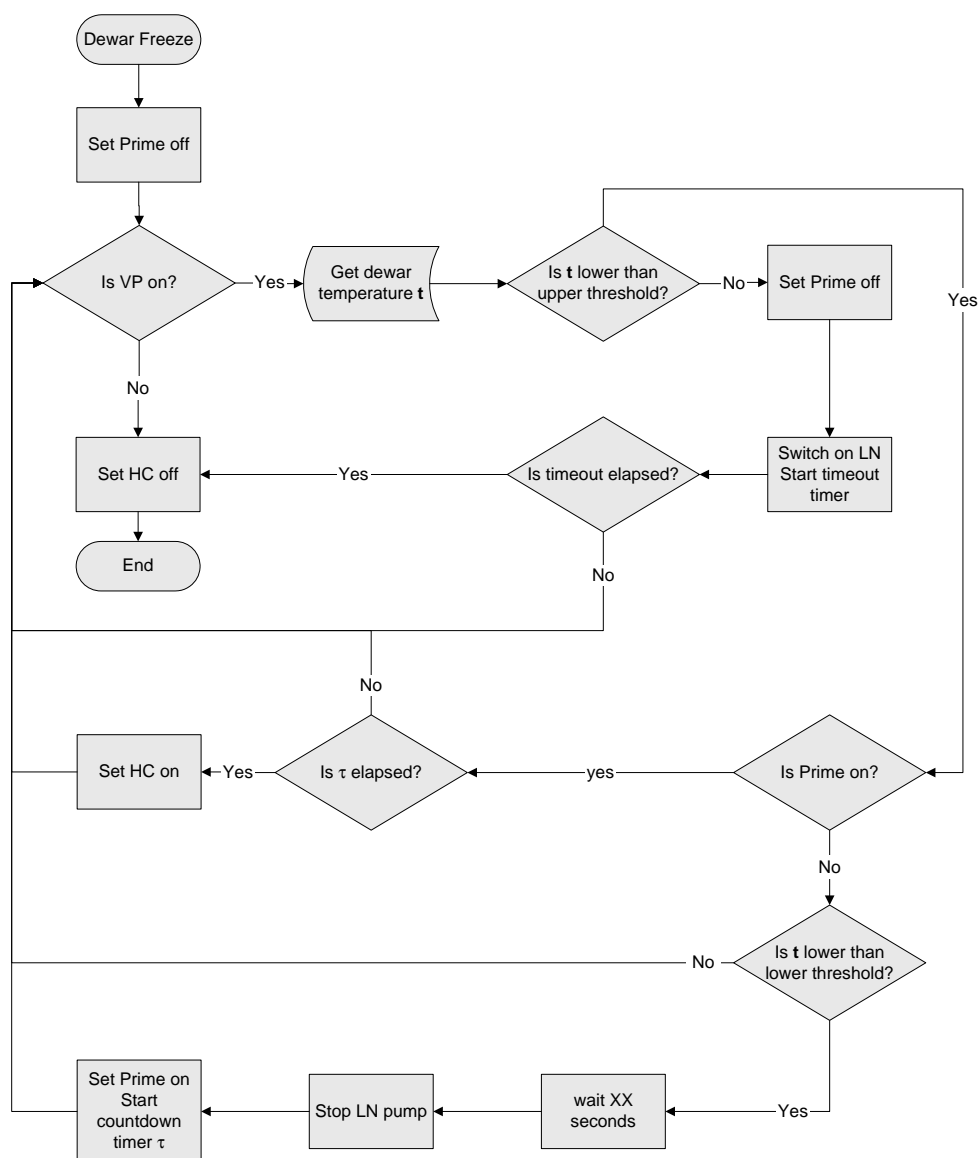 Dewar Freeze
Set Prime off
Is VP on?
Yes
Get dewar
temperature t
Is t lower than
upper threshold?
No
Set Prime off
Yes
No
Set HC off
Yes
Is timeout elapsed?
Switch on LN
Start timeout
timer
End
No
No
Set HC on
Yes
Is τ elapsed?
yes
Is Prime on?
No
No
Is t lower than
lower threshold?
Set Prime on
Start
countdown
timer τ
Stop LN pump
wait XX
seconds
Yes